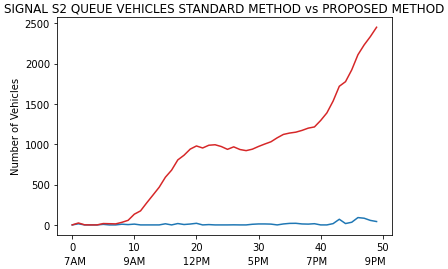 SIGNAL S2 QUEUE VEHICLES STANDARD METHOD vs PROPOSED METHOD
2500
2000
1500
1000
500
0
Number of Vehicles
0 10 20 30 40 50
7AM 9AM 12PM 5PM 7PM 9PM